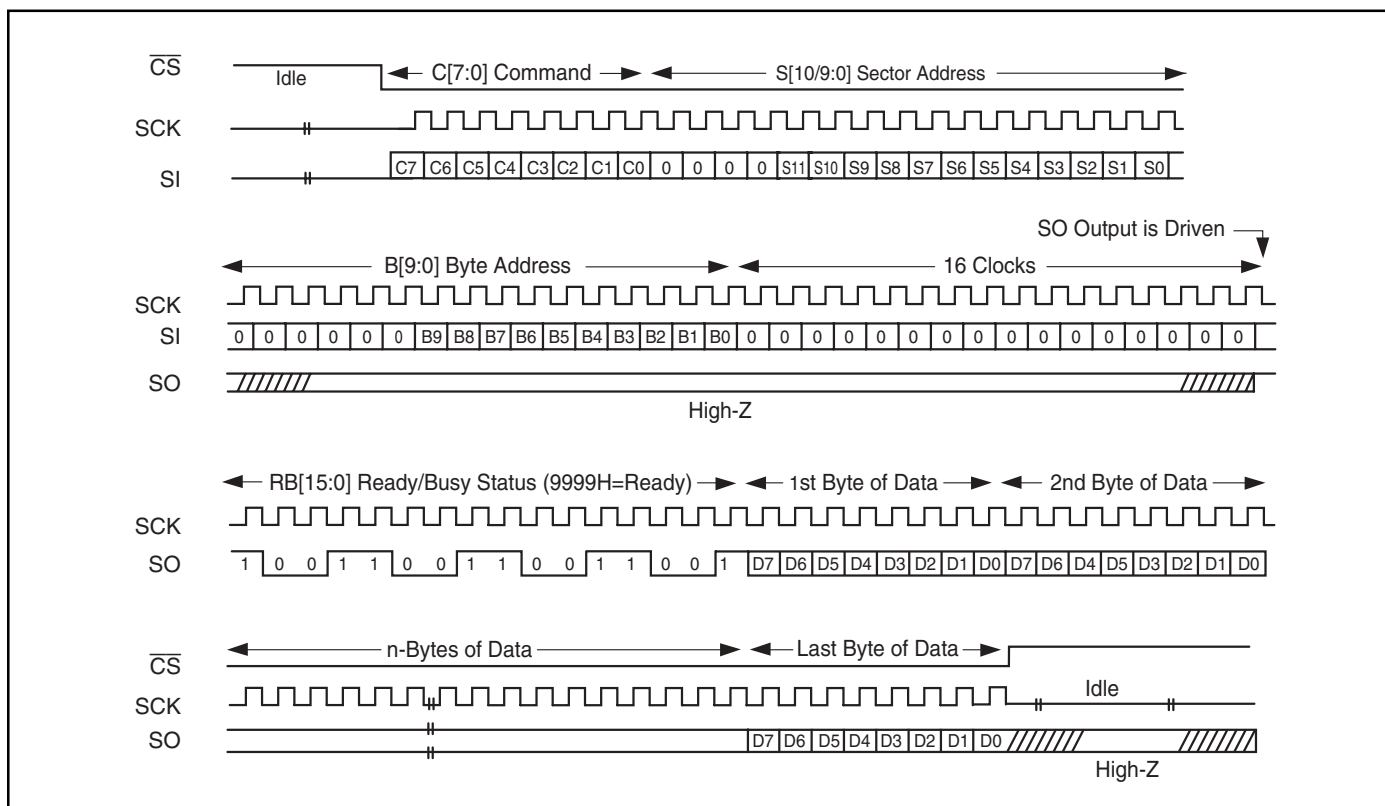 CS
Idle
C[7:0] Command
S[10/9:0] Sector Address
SCK
SI
C7 C6 C5 C4 C3 C2 C1 C0 0 0 0 0 S11 S10 S9 S8 S7 S6 S5 S4 S3 S2 S1 S0
SO Output is Driven
B[9:0] Byte Address
16 Clocks
SCK
SI
0 0 0 0 0 0 B9 B8 B7 B6 B5 B4 B3 B2 B1 B0 0 0 0 0 0 0 0 0 0 0 0 0 0 0 0 0
SO
High-Z
RB[15:0] Ready/Busy Status (9999H=Ready)
1st Byte of Data
2nd Byte of Data
SCK
SO
1 0 0 1 1 0 0 1 1 0 0 1 1 0 0 1 D7 D6 D5 D4 D3 D2 D1 D0 D7 D6 D4 D5 D3 D2 D1 D0
n-Bytes of Data
Last Byte of Data
CS
SCK
Idle
SO
D7 D6 D5 D4 D3 D2 D1 D0
High-Z